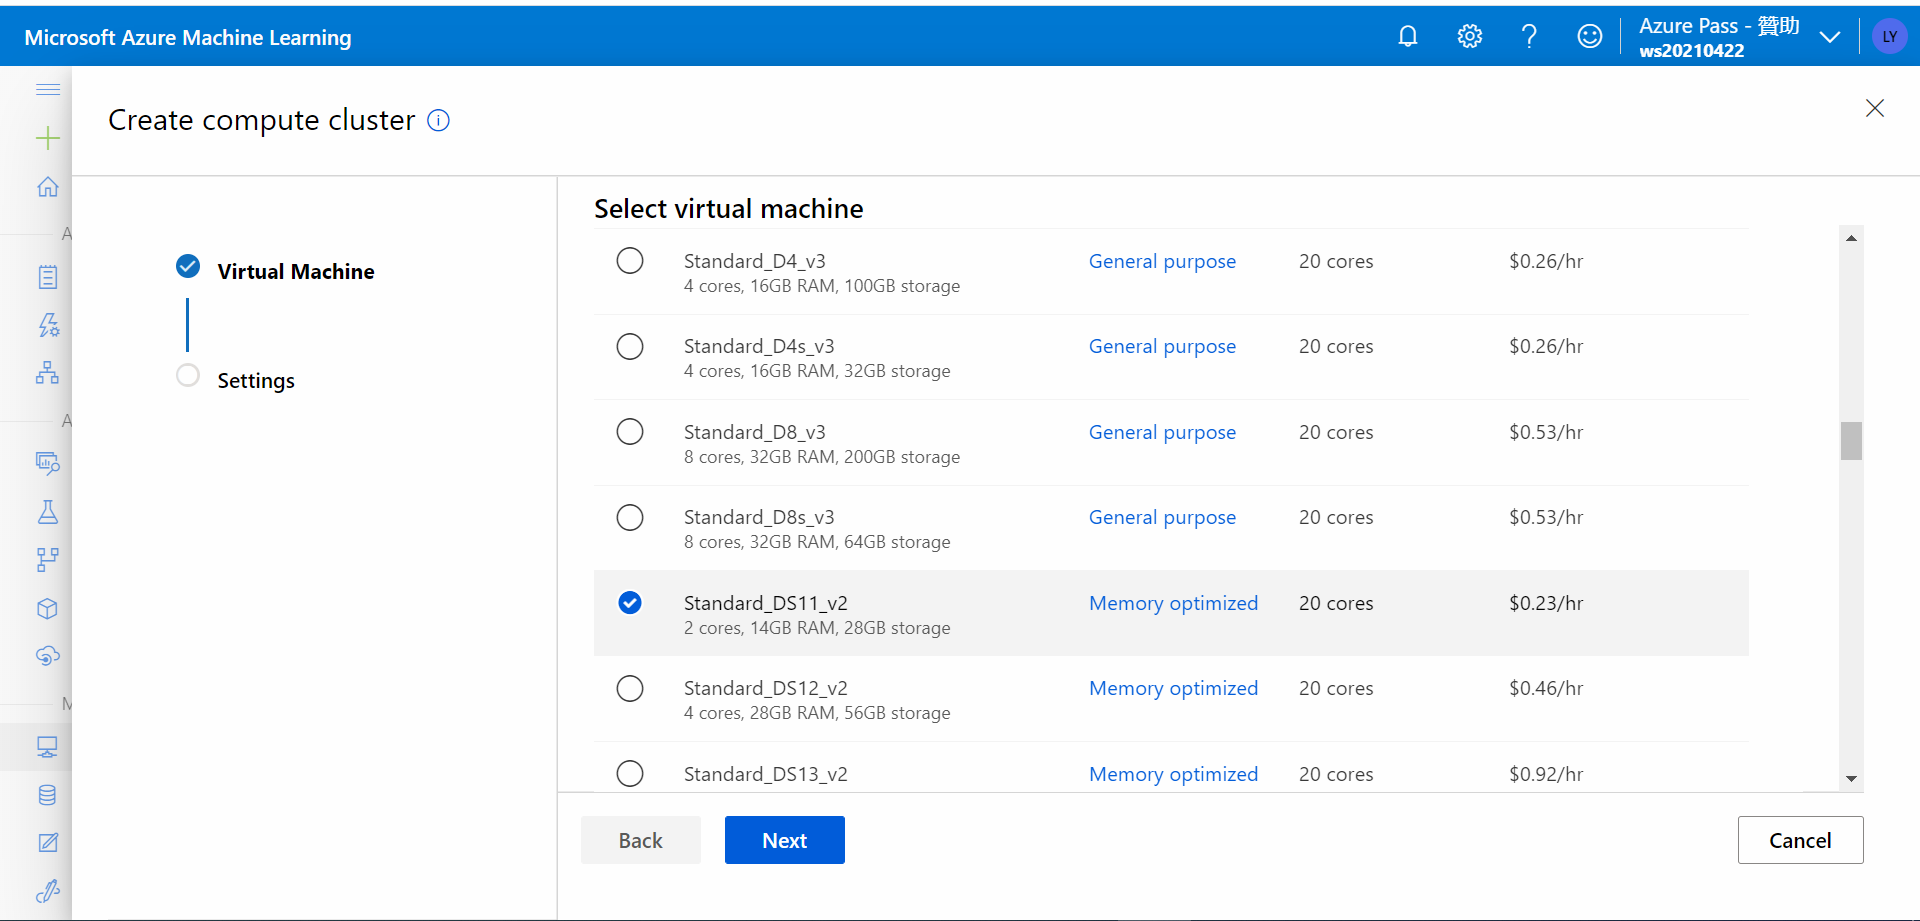 Microsoft Azure Machine Learning
Azure Pass - 贊助
ws20210422
LY
Create compute cluster
A
A
M
Virtual Machine
Settings
Select virtual machine
Standard_D4_v3 General purpose 20 cores $0.26/hr
4 cores, 16GB RAM, 100GB storage
Standard_D4s_v3 General purpose 20 cores $0.26/hr
4 cores, 16GB RAM, 32GB storage
Standard_D8_v3 General purpose 20 cores $0.53/hr
8 cores, 32GB RAM, 200GB storage
Standard_D8s_v3 General purpose 20 cores $0.53/hr
8 cores, 32GB RAM, 64GB storage
Standard_DS11_v2 Memory optimized 20 cores $0.23/hr
2 cores, 14GB RAM, 28GB storage
Standard_DS12_v2 Memory optimized 20 cores $0.46/hr
4 cores, 28GB RAM, 56GB storage
Standard_DS13_v2 Memory optimized 20 cores $0.92/hr
Back Next Cancel